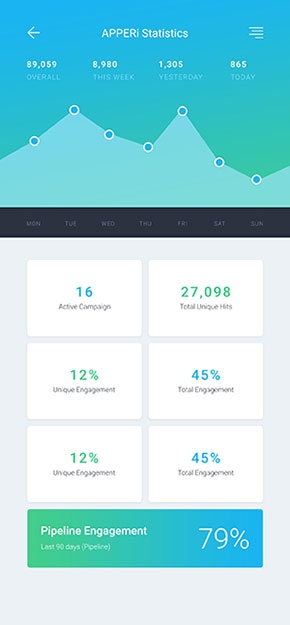 APPERi Statistics
89,059 8,980 1,305 865
OVERALL THIS WEEK YESTERDAY TODAY
MON TUE WED THU FRI SAT SUN
16 27,098
Active Campaign Total Unique Hits
12% 45%
Unique Engagement Total Engagement
12% 45%
Unique Engagement Total Engagement
Pipeline Engagement
79%
Last 90 days (Pipeline)